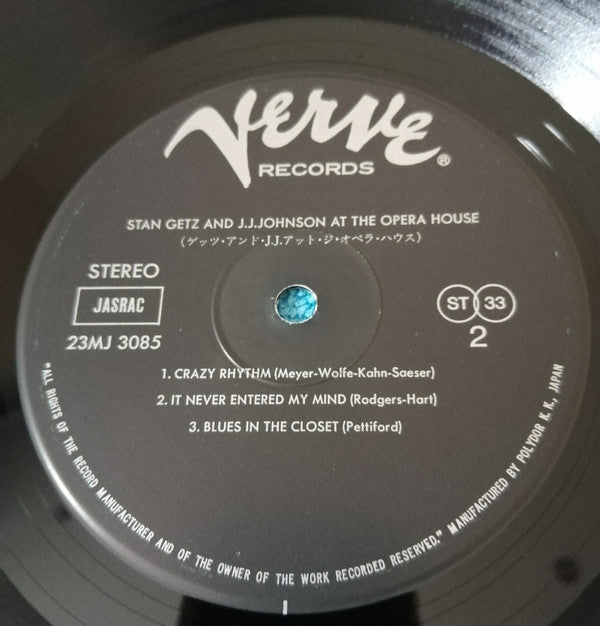 Verve
RECORDS ®
STAN GETZ AND J.J.JOHNSON AT THE OPERA HOUSE
(ゲッツ・アンド・J.J.アット・ジ・オペラ・ハウス)
STEREO
JASRAC
23MJ 3085
ST 33
2
1. CRAZY RHYTHM (Meyer-Wolfe-Kahn-Saeser)
2. IT NEVER ENTERED MY MIND (Rodgers-Hart)
3. BLUES IN THE CLOSET (Pettiford)
"ALL RIGHTS OF THE RECORD MANUFACTURER AND OF THE OWNER OF THE WORK RECORDED RESERVED." MANUFACTURED BY POLYDOR K. K., JAPAN